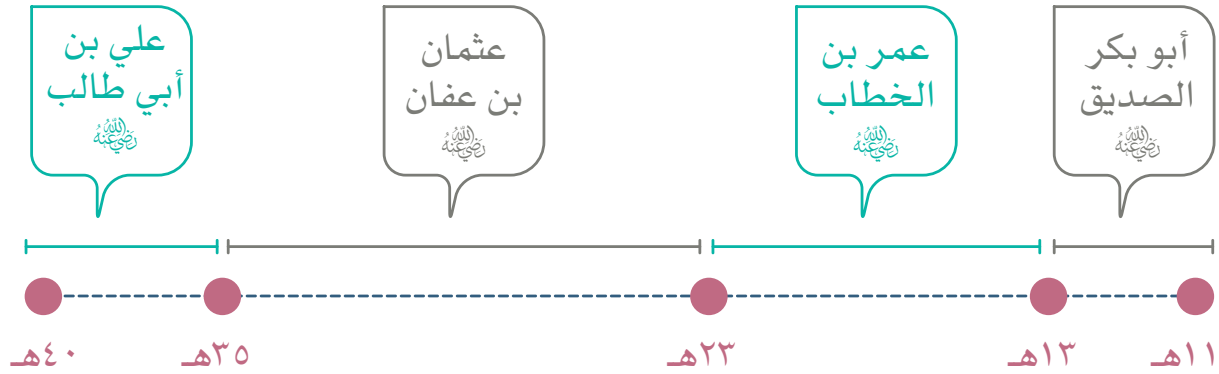 أبو بكر
الصديق
رضي الله عنه
عمر بن
الخطاب
رضي الله عنه
عثمان
بن عفان
رضي الله عنه
علي بن
أبي طالب
رضي الله عنه
١١هـ
١٣هـ
٢٣هـ
٣٥هـ
٤٠هـ